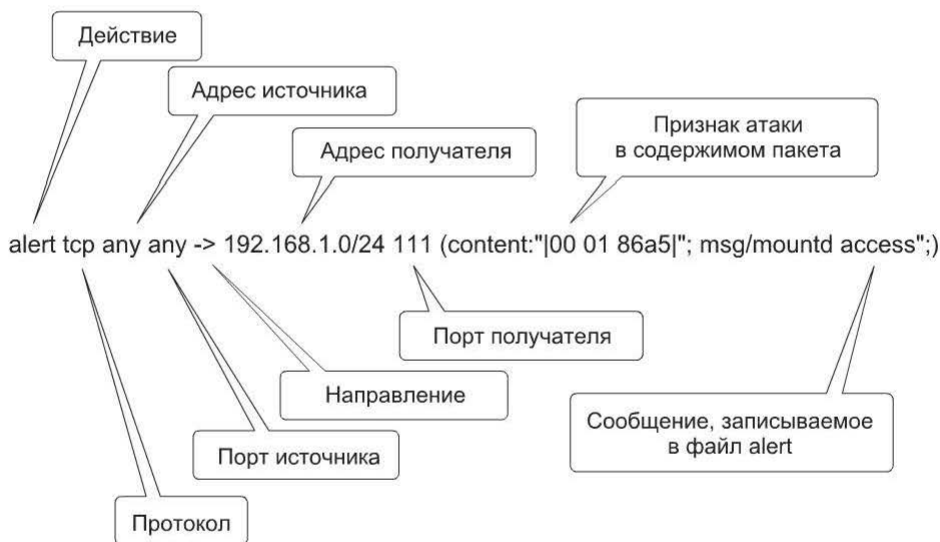 Действие
Адрес источника
Адрес получателя
Признак атаки
в содержимом пакета
alert tcp any any -> 192.168.1.0/24 111 (content:"|00 01 86a5|"; msg/mountd access";)
Порт получателя
Направление
Сообщение, записываемое
в файл alert
Порт источника
Протокол